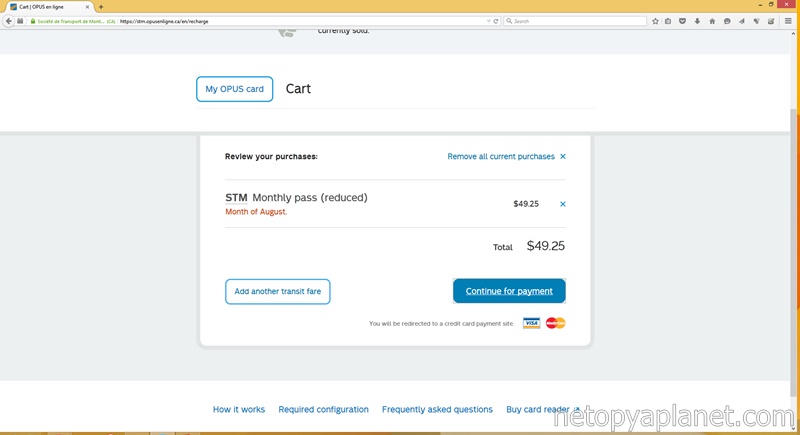 Cart | OPUS en ligne
Société de Transport de Mont... (CA)
https://stm.opusenligne.ca/en/recharge
Search
currently sold.
My OPUS card
Cart
Review your purchases:
Remove all current purchases ×
STM Monthly pass (reduced)
$49.25 ×
Month of August.
Total $49.25
Add another transit fare
Continue for payment
You will be redirected to a credit card payment site.
VISA MasterCard
How it works
Required configuration
Frequently asked questions
Buy card reader
netopyaplanet.com